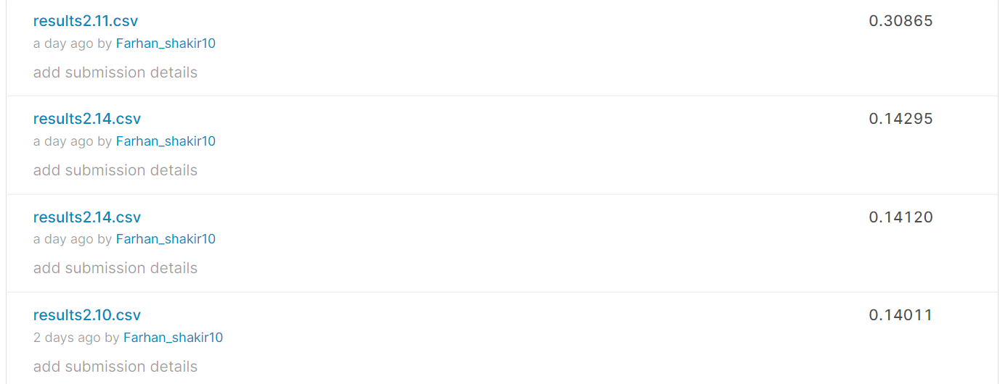 results2.11.csv 0.30865
a day ago by Farhan_shakir10
add submission details
results2.14.csv 0.14295
a day ago by Farhan_shakir10
add submission details
results2.14.csv 0.14120
a day ago by Farhan_shakir10
add submission details
results2.10.csv 0.14011
2 days ago by Farhan_shakir10
add submission details